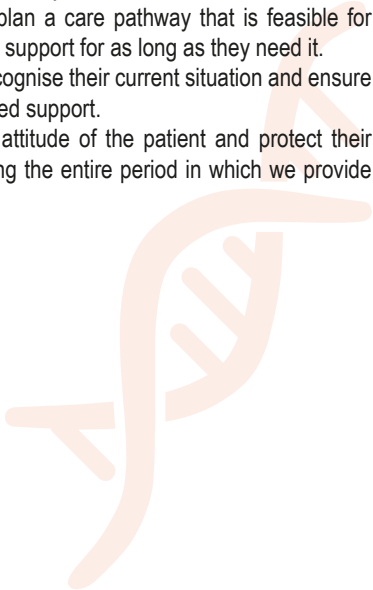 plan a care pathway that is feasible for
support for as long as they need it.
cognise their current situation and ensure
ed support.
attitude of the patient and protect their
ng the entire period in which we provide